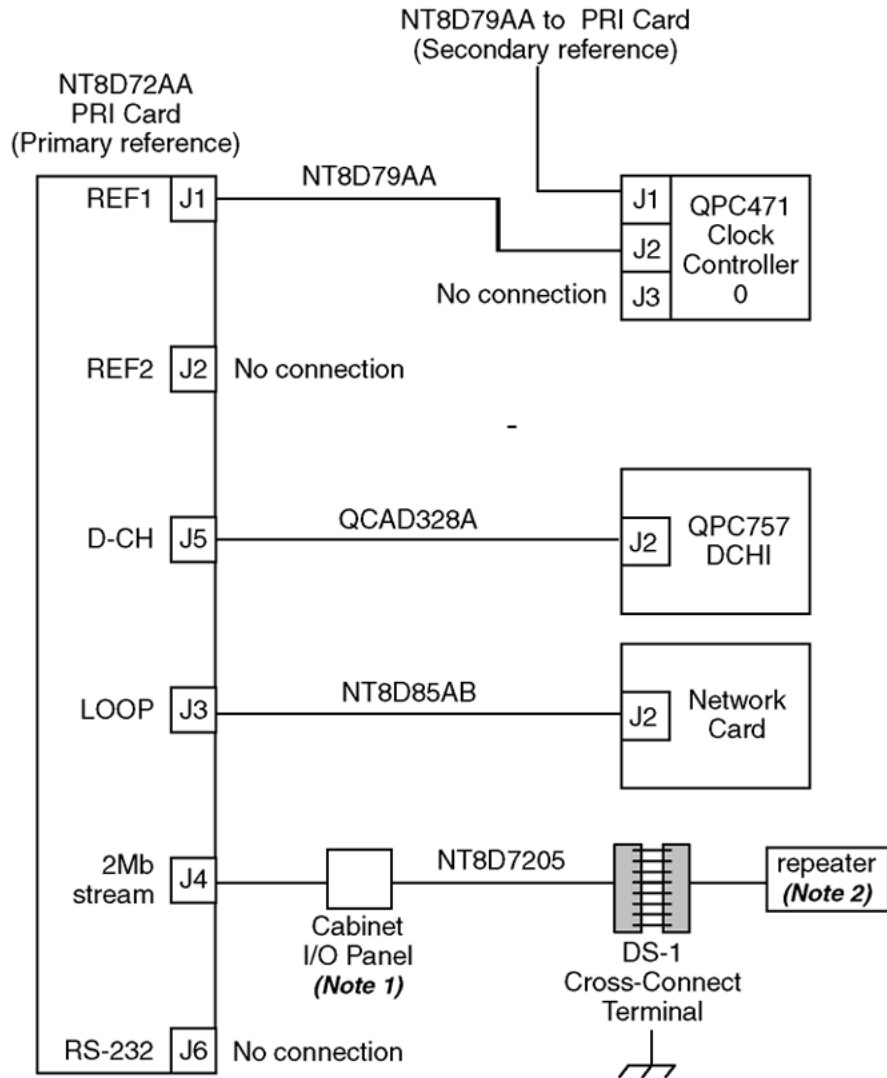 NT8D79AA to PRI Card
(Secondary reference)
NT8D72AA
PRI Card
(Primary reference)
REF1 J1
NT8D79AA
J1
J2
No connection J3
QPC471
Clock
Controller
0
REF2 J2 No connection
-
D-CH J5
QCAD328A
J2
QPC757
DCHI
LOOP J3
NT8D85AB
J2
Network
Card
2Mb
stream
J4
Cabinet
I/O Panel
(Note 1)
NT8D7205
DS-1
Cross-Connect
Terminal
repeater
(Note 2)
RS-232 J6 No connection